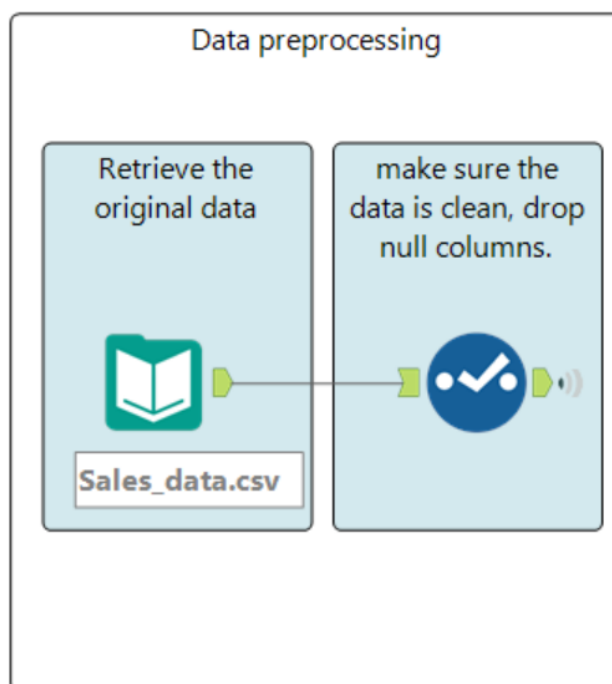 Data preprocessing
Retrieve the
original data
make sure the
data is clean, drop
null columns.
Sales_data.csv